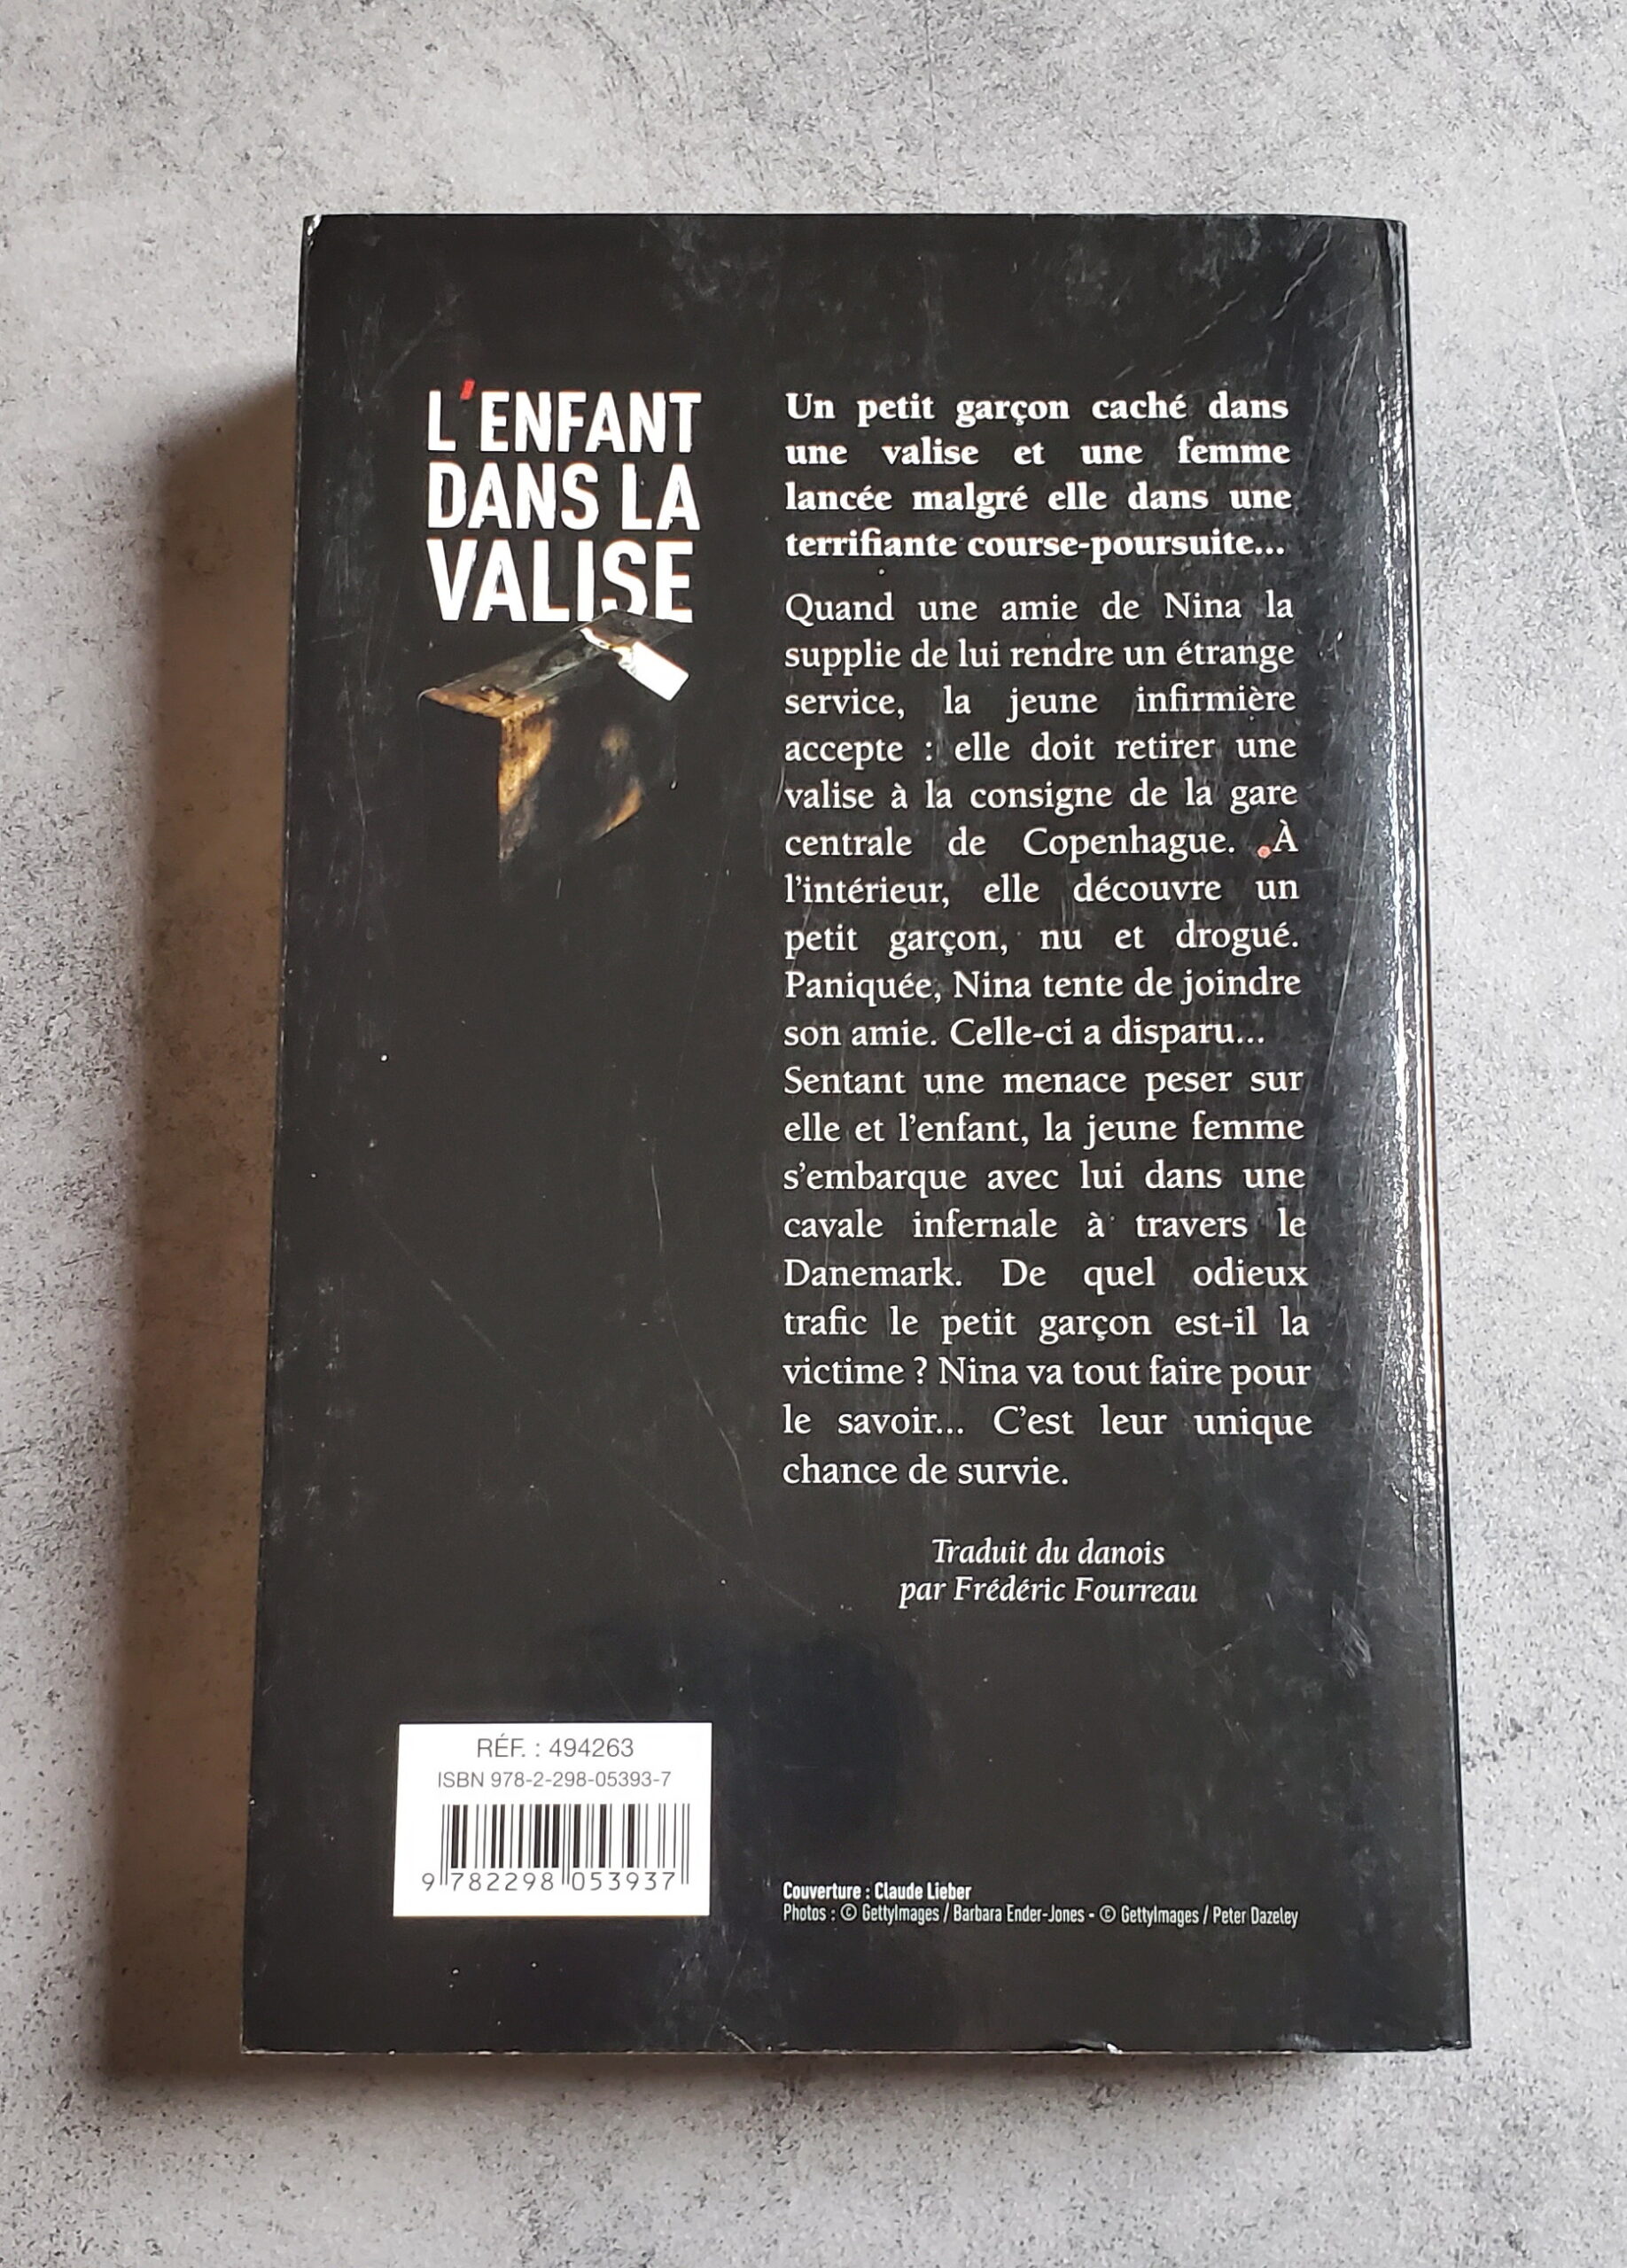 L'ENFANT
DANS LA
VALISE
Un petit garçon caché dans
une valise et une femme
lancée malgré elle dans une
terrifiante course-poursuite...
Quand une amie de Nina la
supplie de lui rendre un étrange
service, la jeune infirmière
accepte : elle doit retirer une
valise à la consigne de la gare
centrale de Copenhague. À
l'intérieur, elle découvre un
petit garçon, nu et drogué.
Paniquée, Nina tente de joindre
son amie. Celle-ci a disparu...
Sentant une menace peser sur
elle et l'enfant, la jeune femme
s'embarque avec lui dans une
cavale infernale à travers le
Danemark. De quel odieux
trafic le petit garçon est-il la
victime ? Nina va tout faire pour
le savoir... C'est leur unique
chance de survie.
Traduit du danois
par Frédéric Fourreau
RÉF. : 494263
ISBN 978-2-298-05393-7
9 782298 053937
Couverture : Claude Lieber
Photos : © GettyImages / Barbara Ender-Jones - © GettyImages / Peter Dazeley